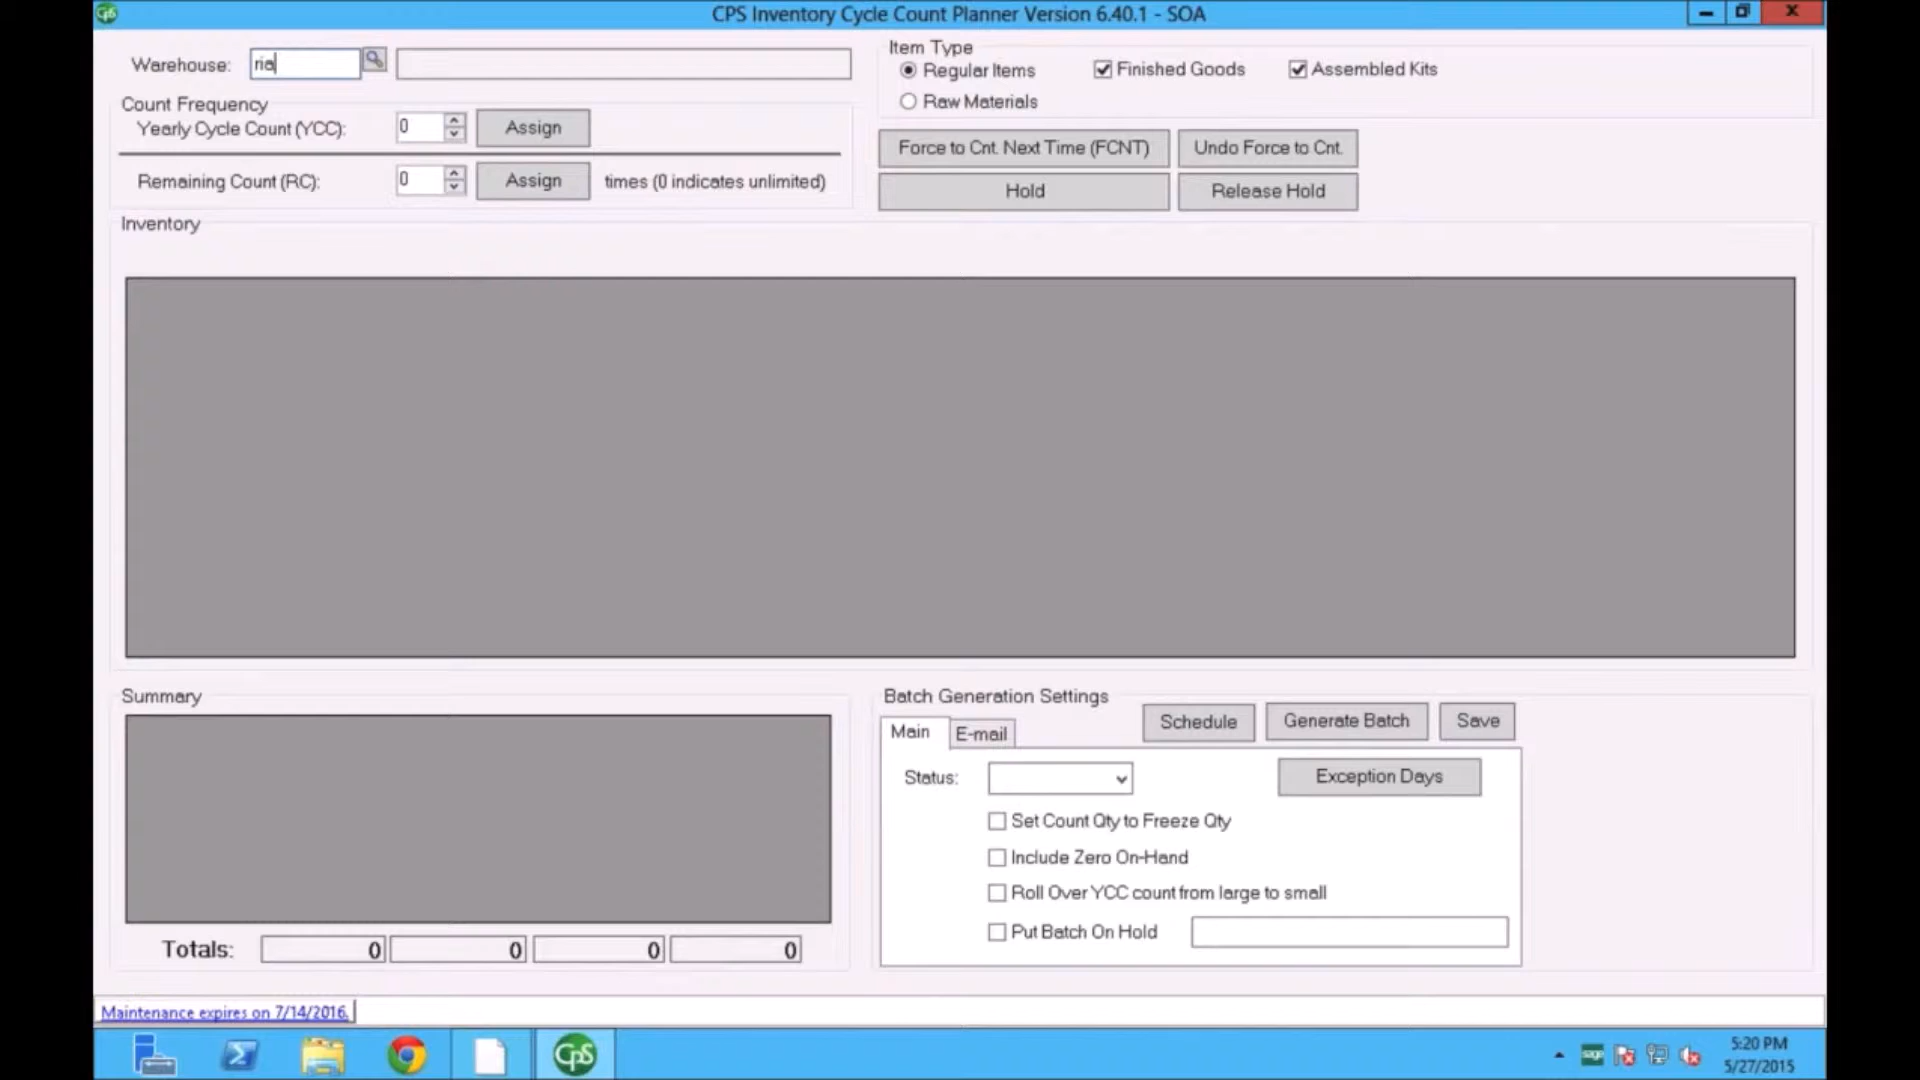 CPS CPS Inventory Cycle Count Planner Version 6.40.1 - SOA
Warehouse: ria
Item Type
Regular Items Finished Goods Assembled Kits
Raw Materials
Count Frequency
Yearly Cycle Count (YCC): 0 Assign
Force to Cnt. Next Time (FCNT) Undo Force to Cnt.
Remaining Count (RC): 0 Assign times (0 indicates unlimited)
Hold Release Hold
Inventory
Summary
Totals: 0 0 0 0
Batch Generation Settings
Main E-mail Schedule Generate Batch Save
Status: Exception Days
Set Count Qty to Freeze Qty
Include Zero On-Hand
Roll Over YCC count from large to small
Put Batch On Hold
Maintenance expires on 7/14/2016.
CPS sage 5:20 PM
5/27/2015